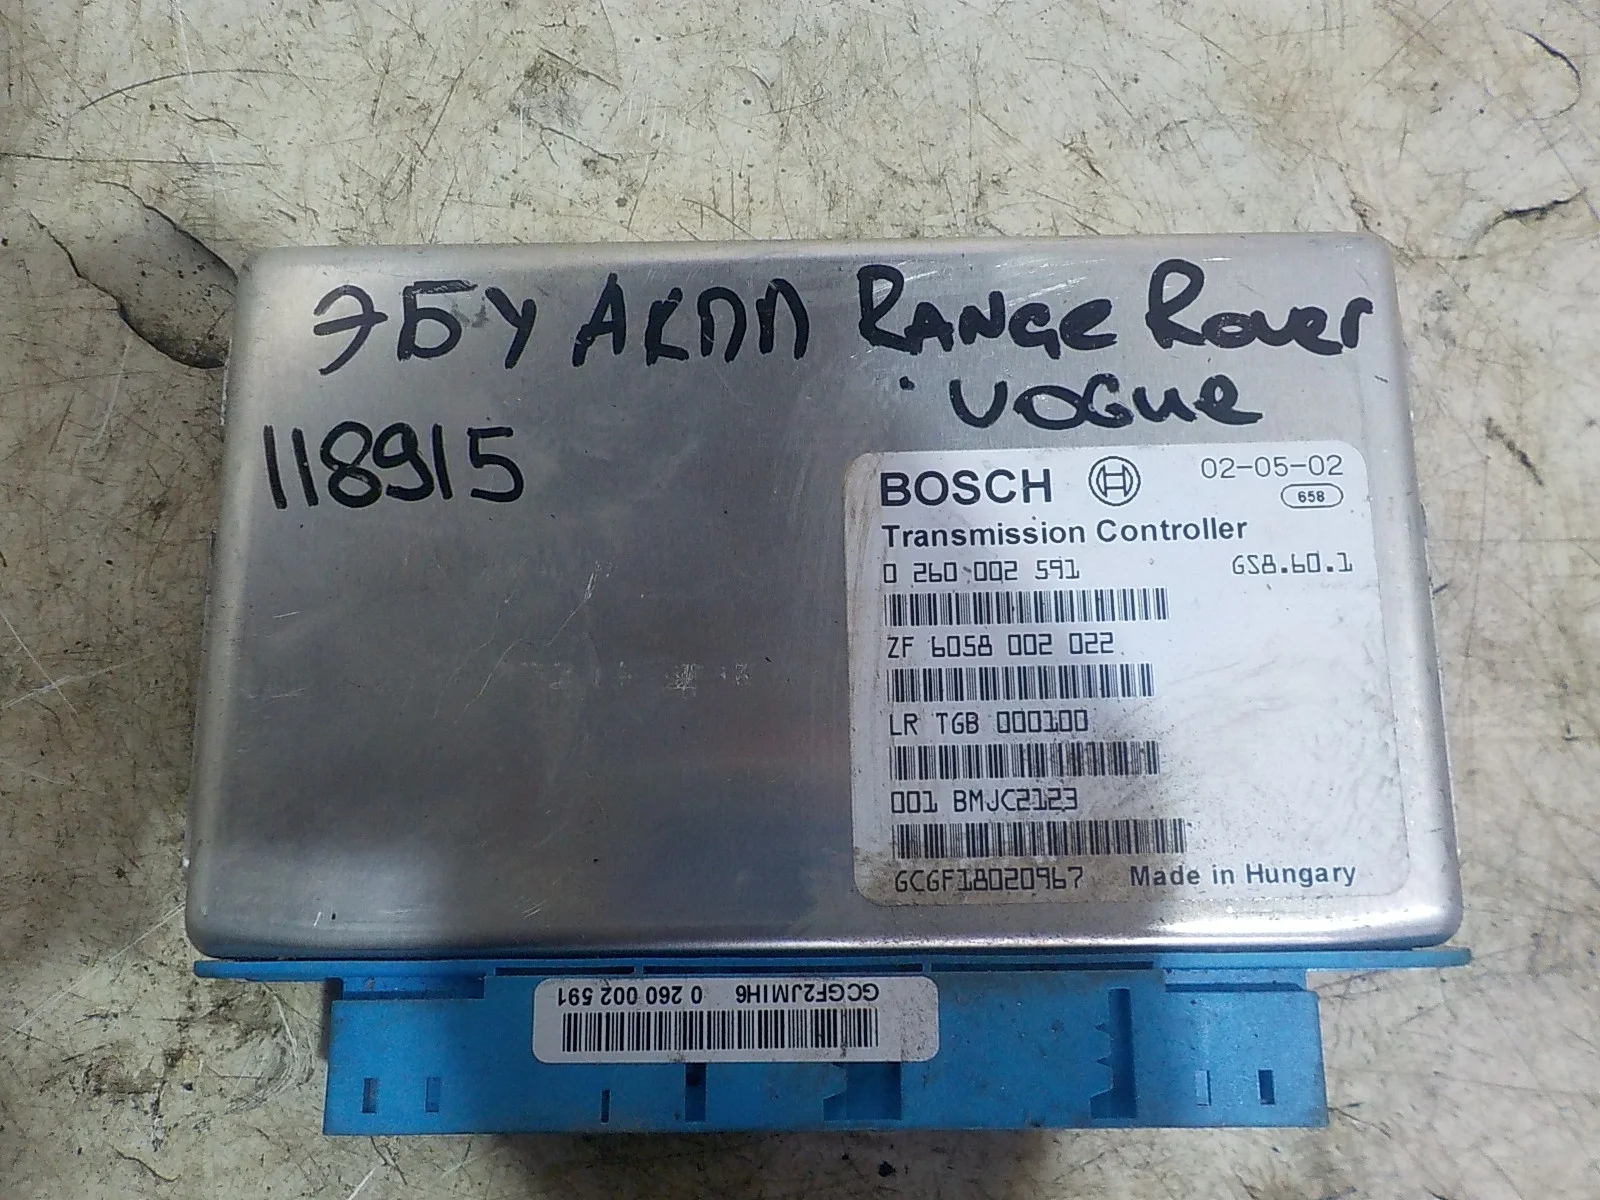 ЭБУ АКПП RANGE Rover
VOGUE
118915
BOSCH 02-05-02
658
Transmission Controller
0 260 002 591 GS8.60.1
ZF 6058 002 022
LR TGB 000100
001 BMJC2123
GCGF18020967 Made in Hungary
GCGF2JMIH6 0 260 002 591